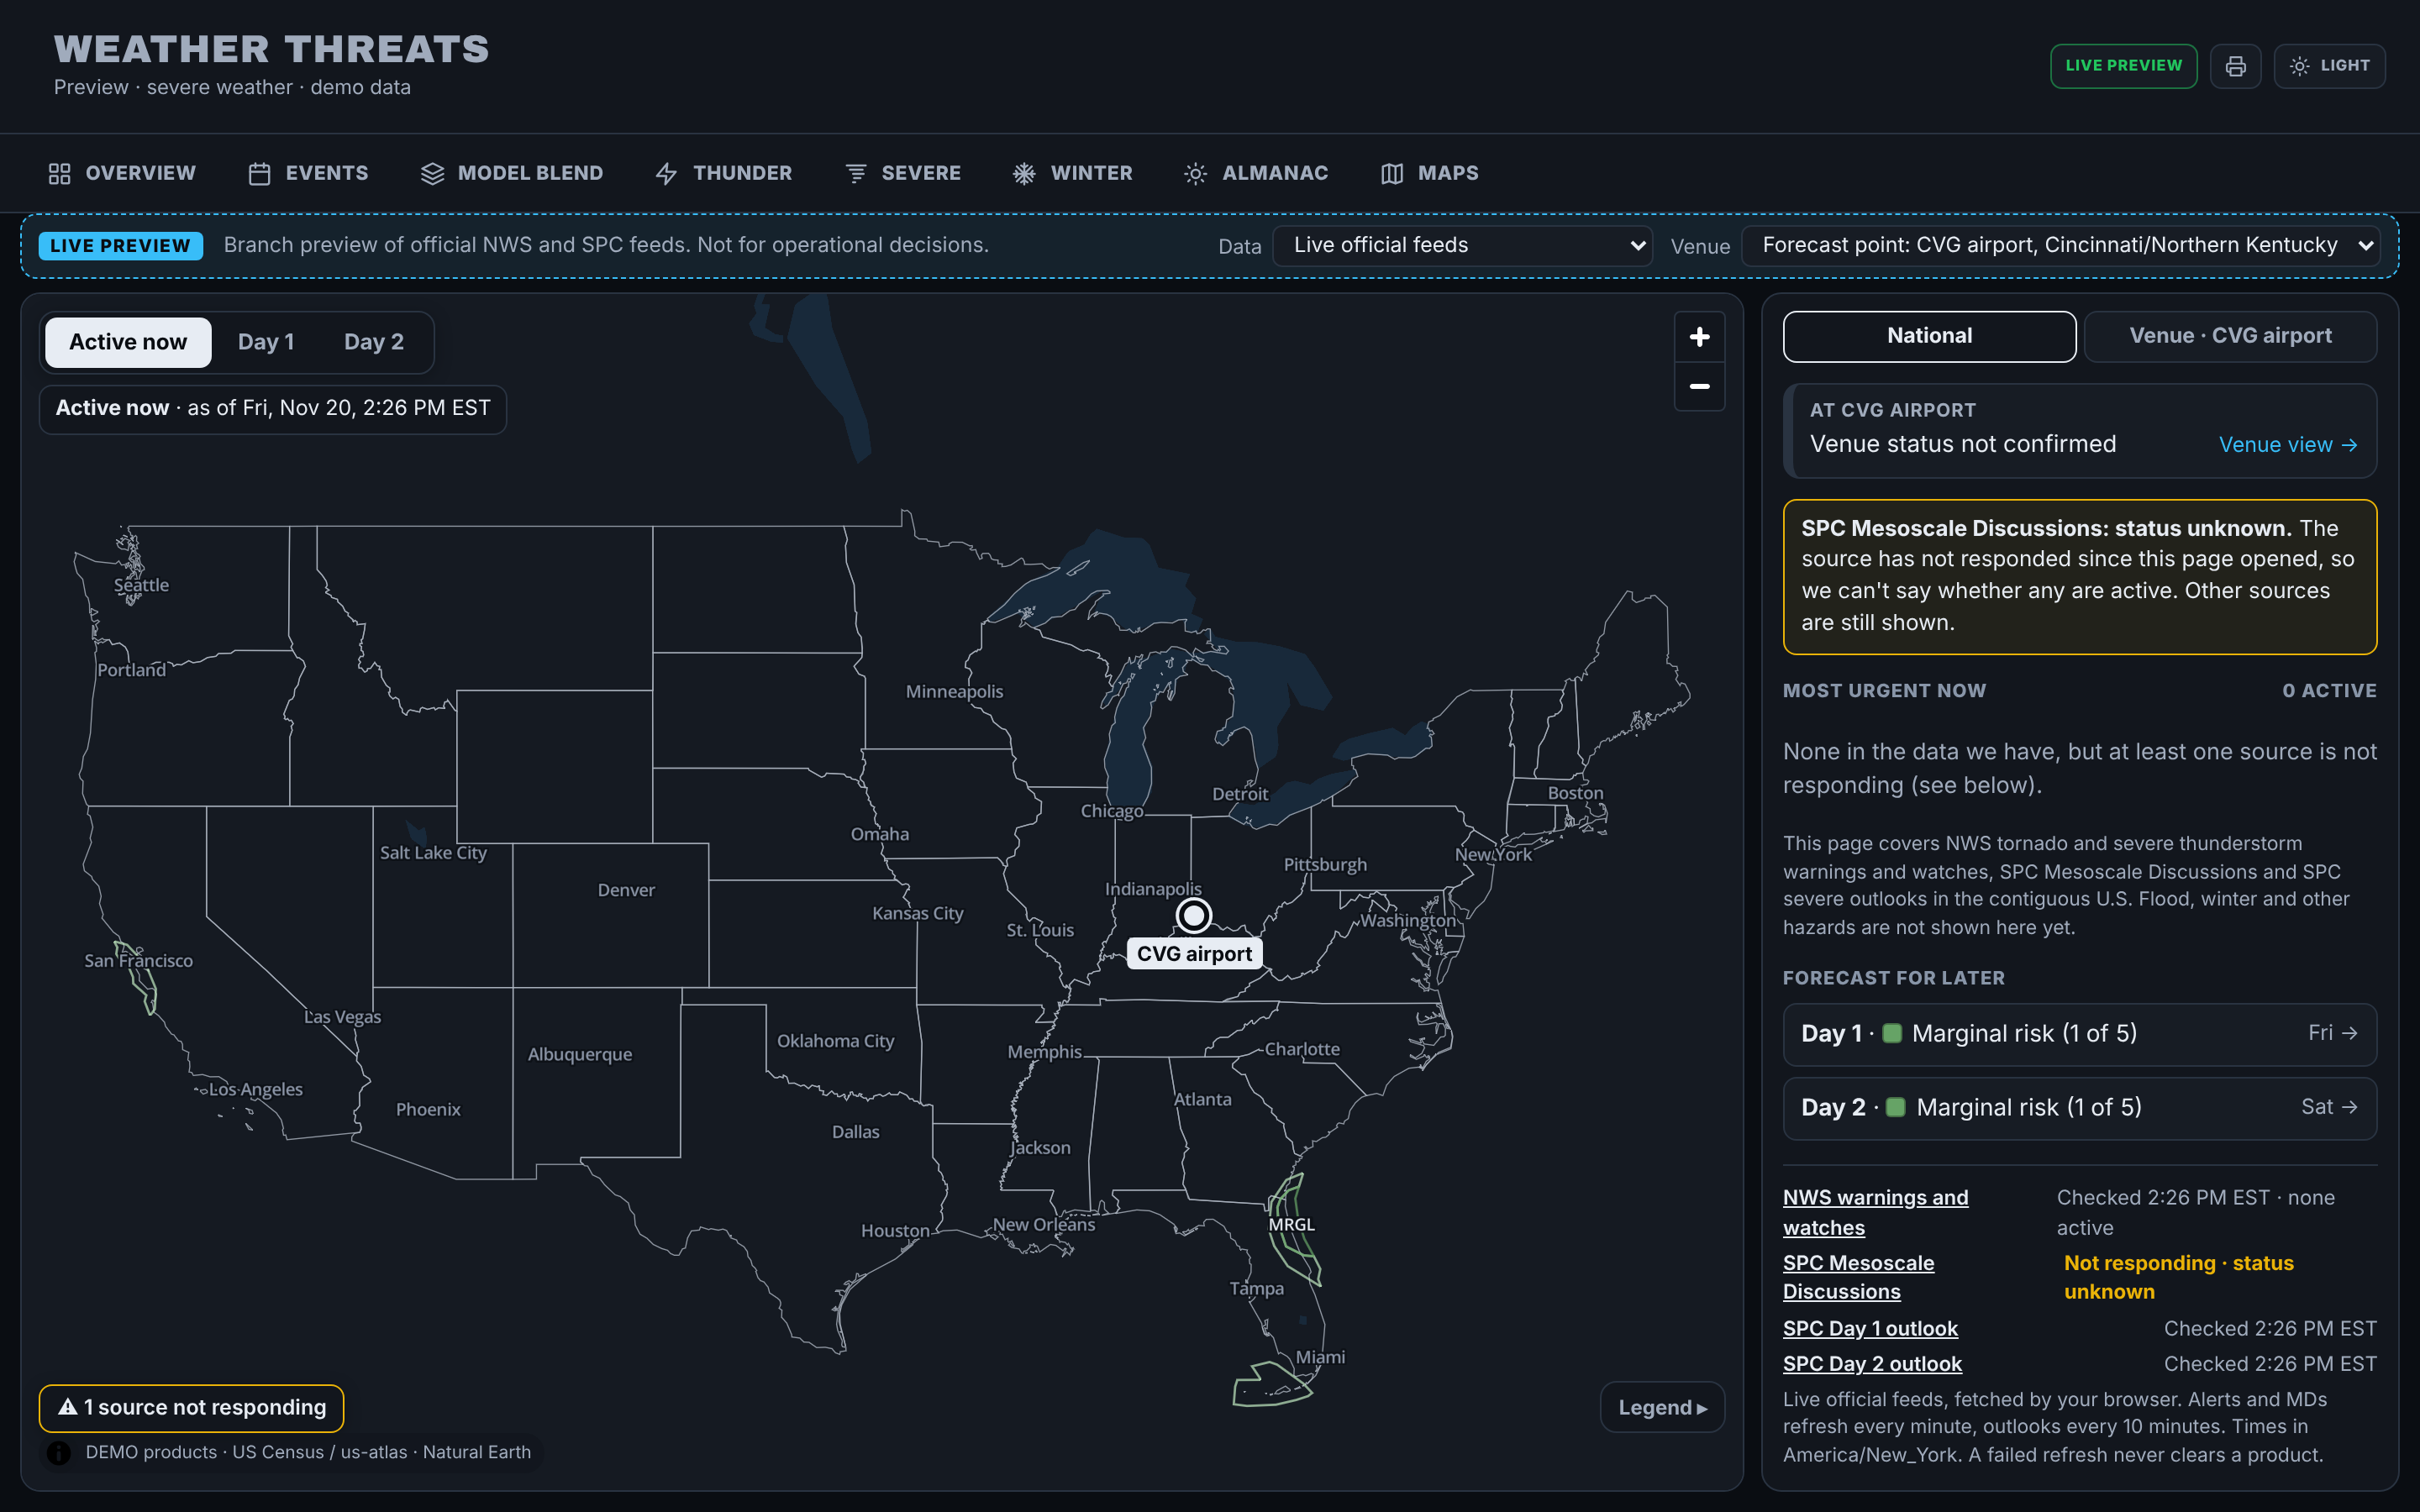 WEATHER THREATS
Preview · severe weather · demo data
LIVE PREVIEW
LIGHT
OVERVIEW
EVENTS
MODEL BLEND
THUNDER
SEVERE
WINTER
ALMANAC
MAPS
LIVE PREVIEW Branch preview of official NWS and SPC feeds. Not for operational decisions.
Data Live official feeds
Venue Forecast point: CVG airport, Cincinnati/Northern Kentucky
Active now Day 1 Day 2
Active now · as of Fri, Nov 20, 2:26 PM EST
+
−
Seattle
Portland
Minneapolis
Boston
Detroit
Chicago
Omaha
Salt Lake City
New York
Pittsburgh
Denver
Indianapolis
Kansas City
Washington
St. Louis
CVG airport
San Francisco
Las Vegas
Oklahoma City
Charlotte
Memphis
Albuquerque
Los Angeles
Atlanta
Phoenix
Dallas
Jackson
MRGL
New Orleans
Houston
Tampa
Miami
1 source not responding
Legend ▸
DEMO products · US Census / us-atlas · Natural Earth
National
Venue · CVG airport
AT CVG AIRPORT
Venue status not confirmed
Venue view →
SPC Mesoscale Discussions: status unknown. The
source has not responded since this page opened, so
we can't say whether any are active. Other sources
are still shown.
MOST URGENT NOW
0 ACTIVE
None in the data we have, but at least one source is not
responding (see below).
This page covers NWS tornado and severe thunderstorm
warnings and watches, SPC Mesoscale Discussions and SPC
severe outlooks in the contiguous U.S. Flood, winter and other
hazards are not shown here yet.
FORECAST FOR LATER
Day 1 · Marginal risk (1 of 5) Fri →
Day 2 · Marginal risk (1 of 5) Sat →
NWS warnings and
watches
Checked 2:26 PM EST · none
active
SPC Mesoscale
Discussions
Not responding · status
unknown
SPC Day 1 outlook Checked 2:26 PM EST
SPC Day 2 outlook Checked 2:26 PM EST
Live official feeds, fetched by your browser. Alerts and MDs
refresh every minute, outlooks every 10 minutes. Times in
America/New_York. A failed refresh never clears a product.